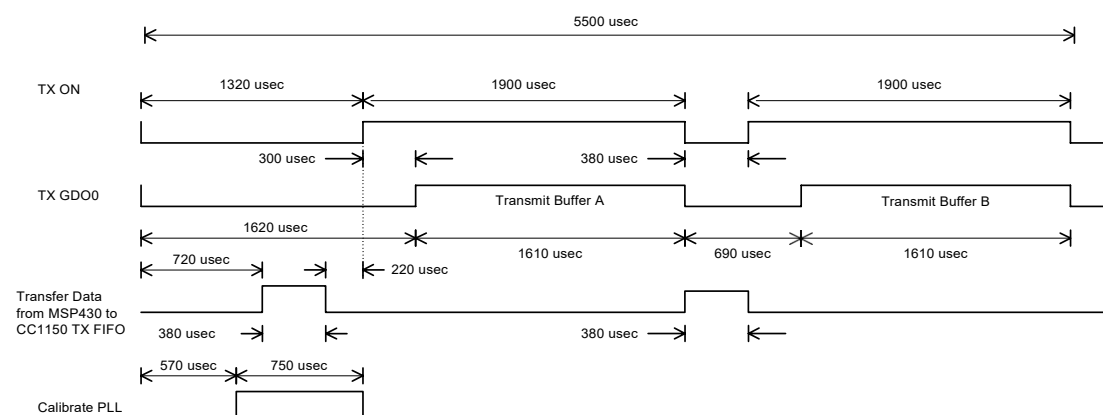 5500 usec
TX ON
1320 usec
1900 usec
1900 usec
300 usec
380 usec
TX GDO0
Transmit Buffer A
Transmit Buffer B
1620 usec
1610 usec
690 usec
1610 usec
720 usec
220 usec
Transfer Data
from MSP430 to
CC1150 TX FIFO
380 usec
380 usec
570 usec
750 usec
Calibrate PLL